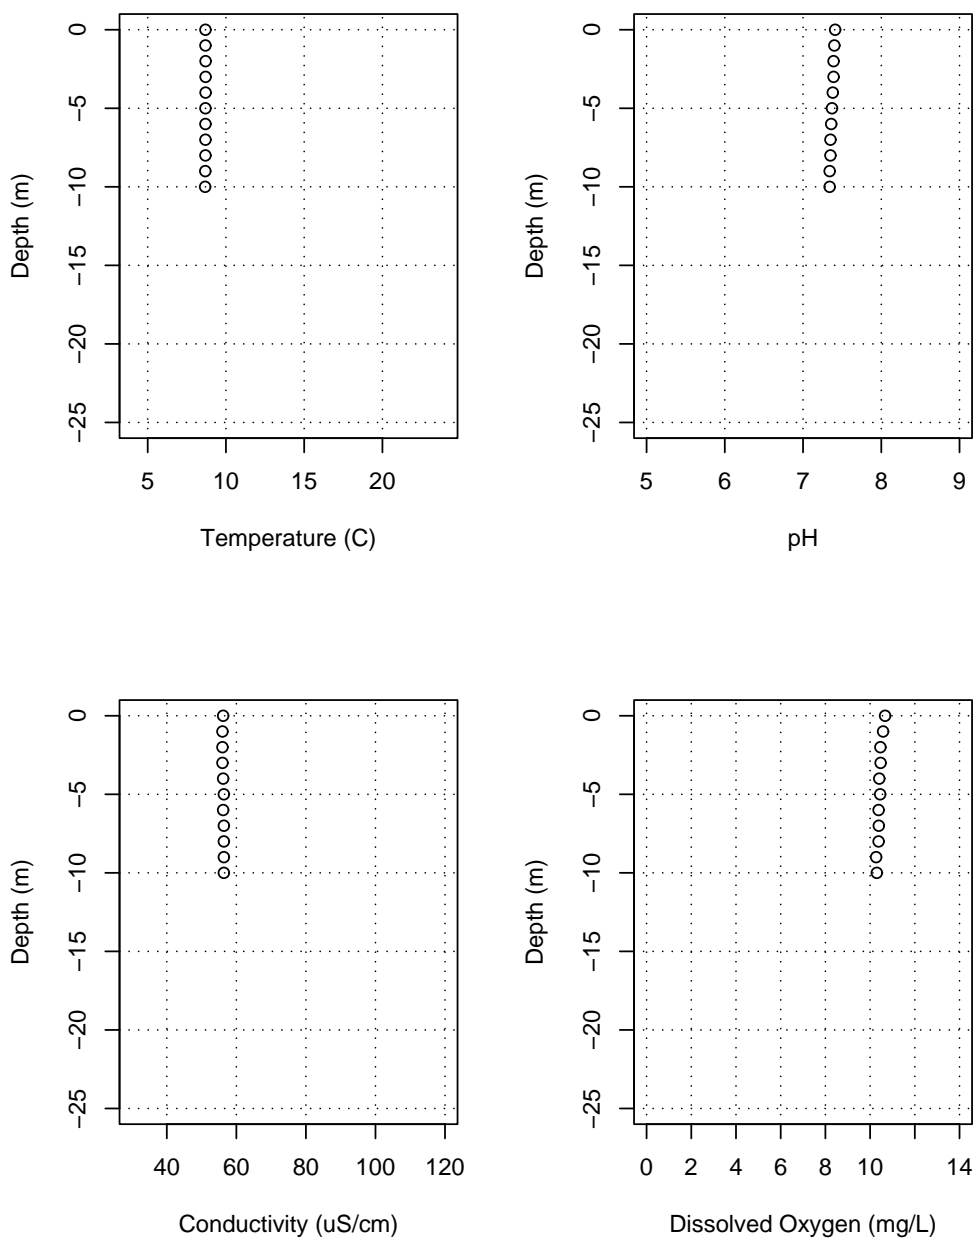 0
−5
−10
−15
−20
−25
Depth (m)
5 10 15 20
Temperature (C)
0
−5
−10
−15
−20
−25
Depth (m)
5 6 7 8 9
pH
0
−5
−10
−15
−20
−25
Depth (m)
40 60 80 100 120
Conductivity (uS/cm)
0
−5
−10
−15
−20
−25
Depth (m)
0 2 4 6 8 10 14
Dissolved Oxygen (mg/L)